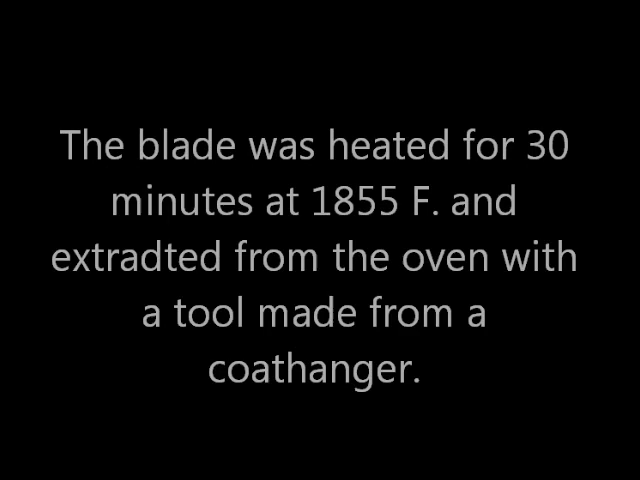 The blade was heated for 30
minutes at 1855 F. and
extradted from the oven with
a tool made from a
coathanger.